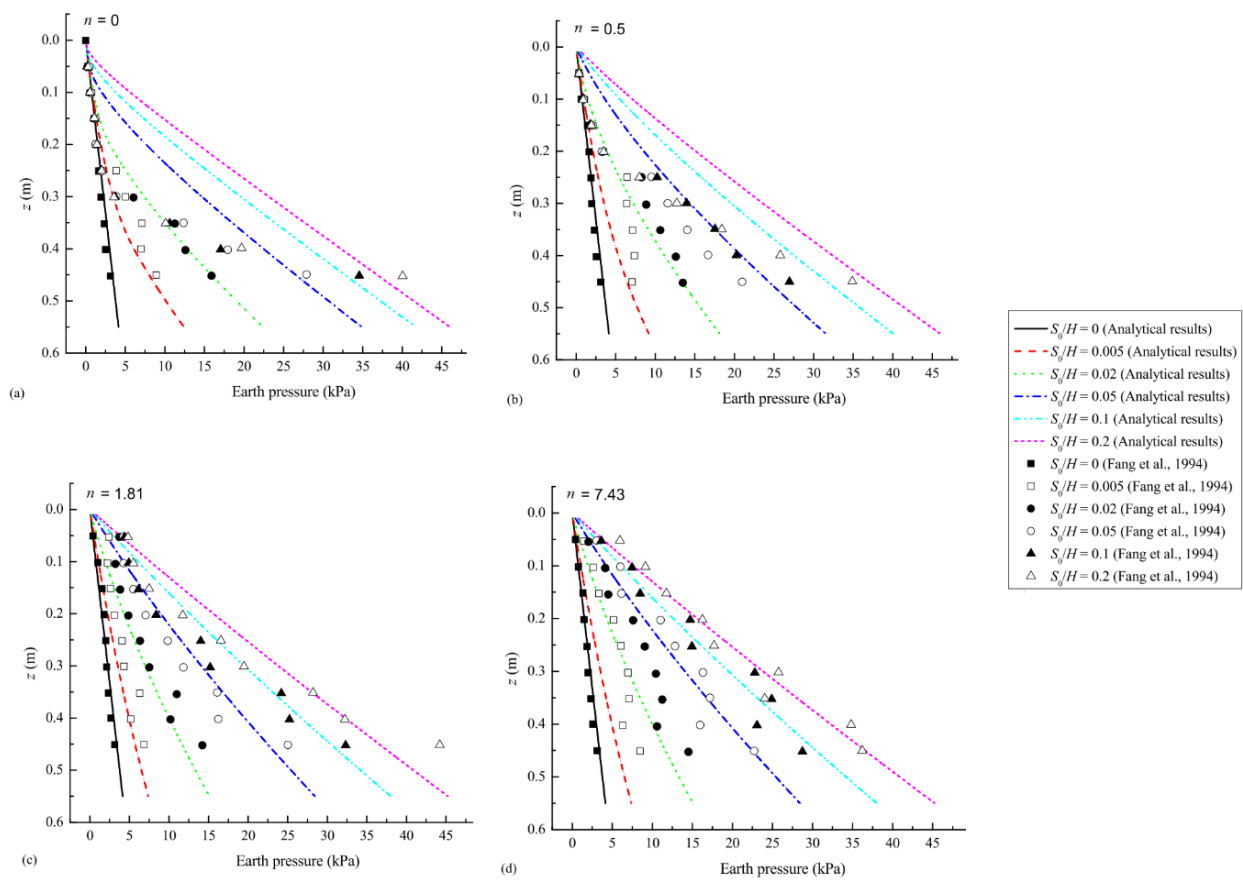 n = 0
0.0
0.1
0.2
0.3
0.4
0.5
0.6
z (m)
0 5 10 15 20 25 30 35 40 45
Earth pressure (kPa)
(a)
n = 0.5
0.0
0.1
0.2
0.3
0.4
0.5
0.6
z (m)
0 5 10 15 20 25 30 35 40 45
Earth pressure (kPa)
(b)
n = 1.81
0.0
0.1
0.2
0.3
0.4
0.5
0.6
z (m)
0 5 10 15 20 25 30 35 40 45
Earth pressure (kPa)
(c)
n = 7.43
0.0
0.1
0.2
0.3
0.4
0.5
0.6
z (m)
0 5 10 15 20 25 30 35 40 45
Earth pressure (kPa)
(d)
S₀/H = 0 (Analytical results)
S₀/H = 0.005 (Analytical results)
S₀/H = 0.02 (Analytical results)
S₀/H = 0.05 (Analytical results)
S₀/H = 0.1 (Analytical results)
S₀/H = 0.2 (Analytical results)
S₀/H = 0 (Fang et al., 1994)
S₀/H = 0.005 (Fang et al., 1994)
S₀/H = 0.02 (Fang et al., 1994)
S₀/H = 0.05 (Fang et al., 1994)
S₀/H = 0.1 (Fang et al., 1994)
S₀/H = 0.2 (Fang et al., 1994)